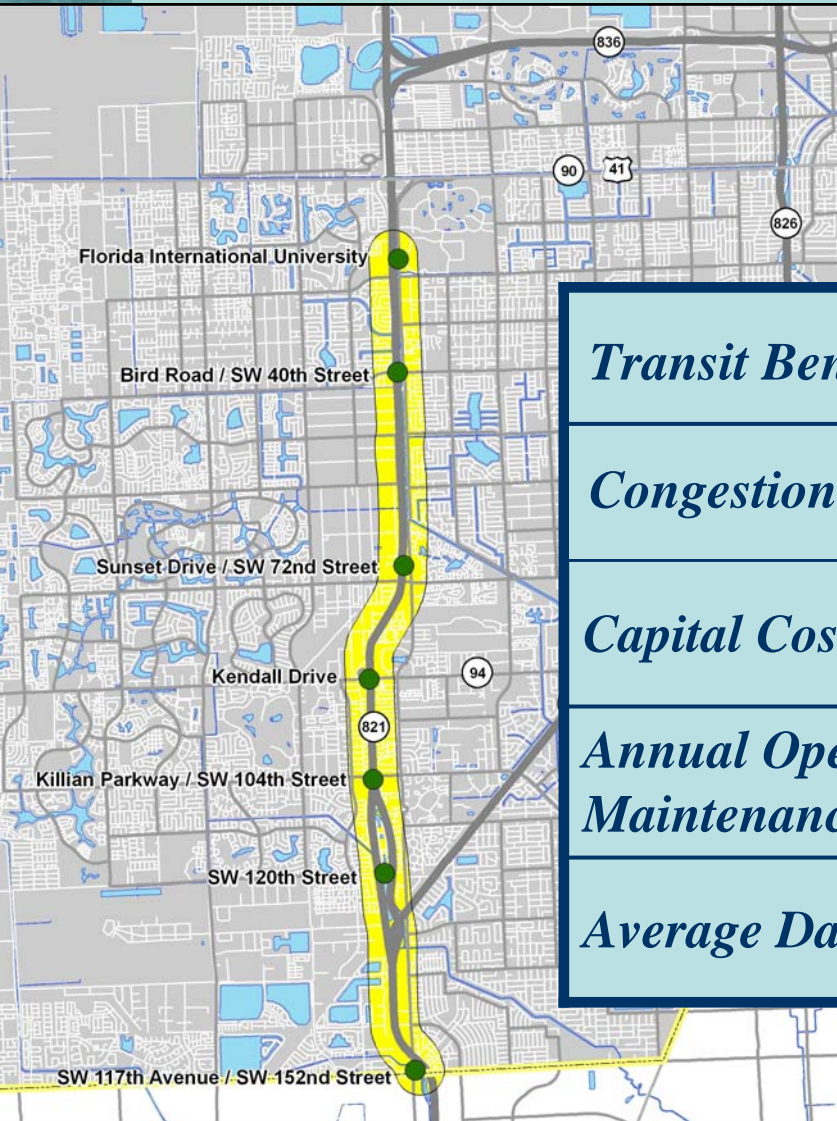 836
90
41
826
Florida International University
Bird Road / SW 40th Street
Transit Ben
Congestion
Sunset Drive / SW 72nd Street
Capital Cos
Kendall Drive
94
821
Annual Ope
Maintenanc
Killian Parkway / SW 104th Street
SW 120th Street
Average Da
SW 117th Avenue / SW 152nd Street